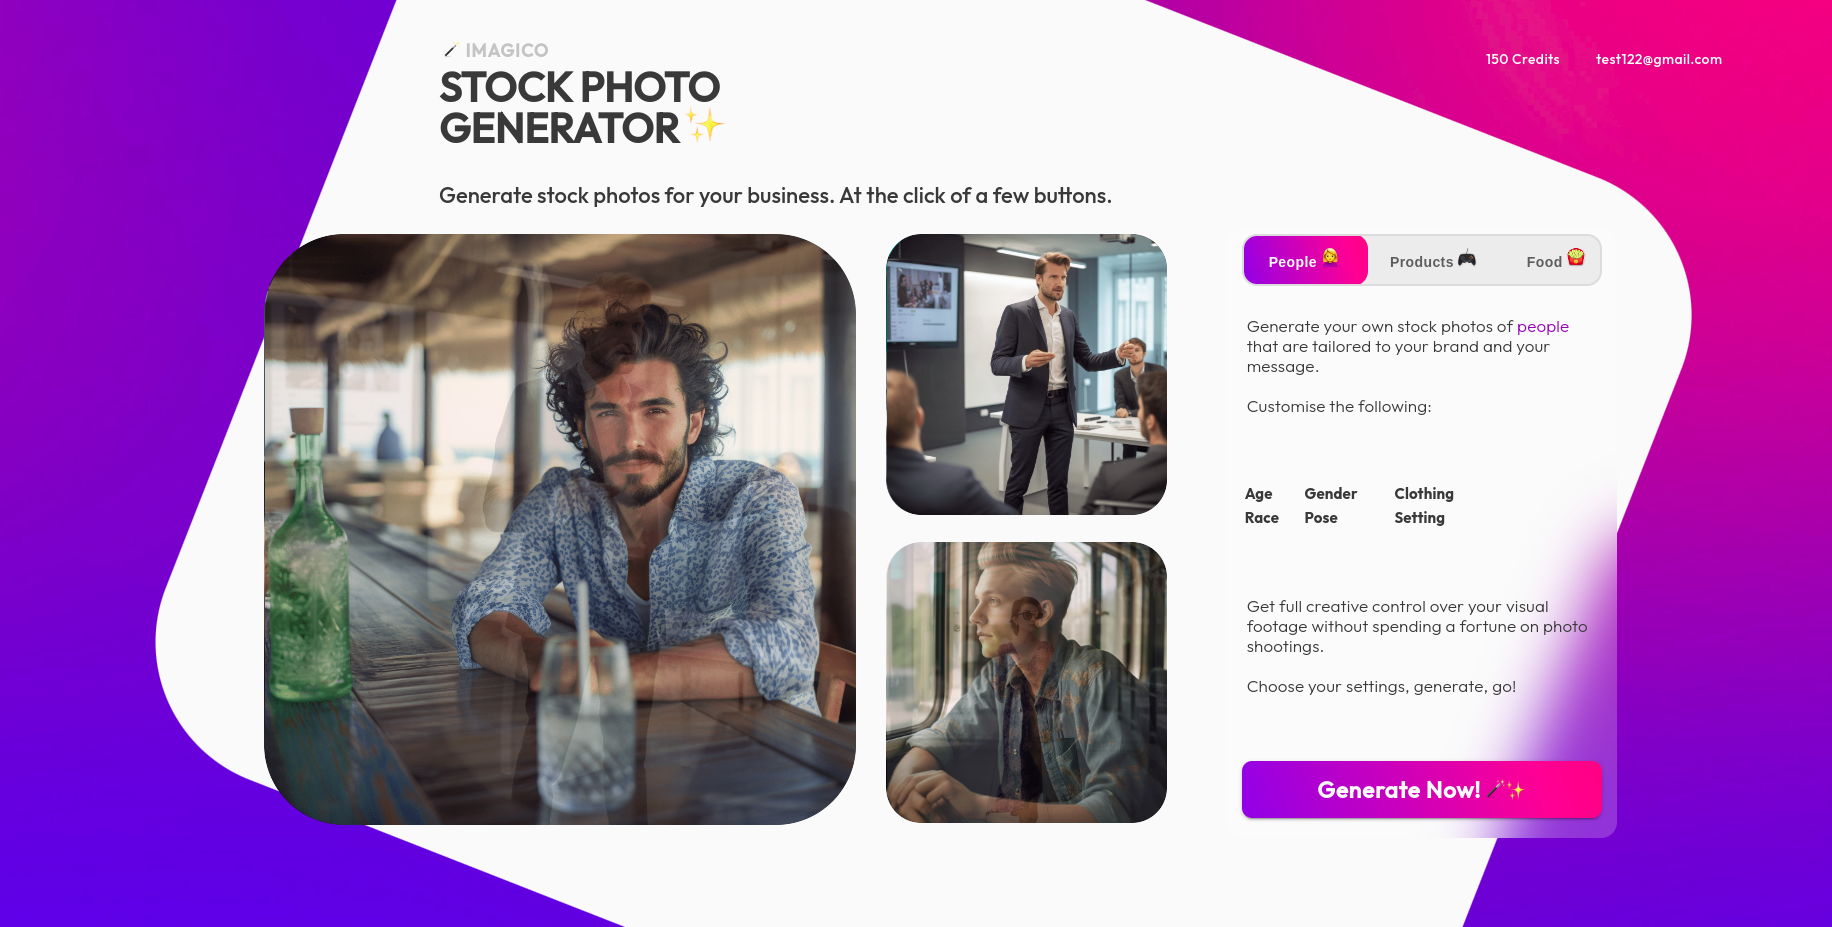 IMAGICO
STOCK PHOTO
GENERATOR
150 Credits
test122@gmail.com
Generate stock photos for your business. At the click of a few buttons.
People
Products
Food
Generate your own stock photos of people
that are tailored to your brand and your
message.
Customise the following:
Age Gender Clothing
Race Pose Setting
Get full creative control over your visual
footage without spending a fortune on photo
shootings.
Choose your settings, generate, go!
Generate Now!